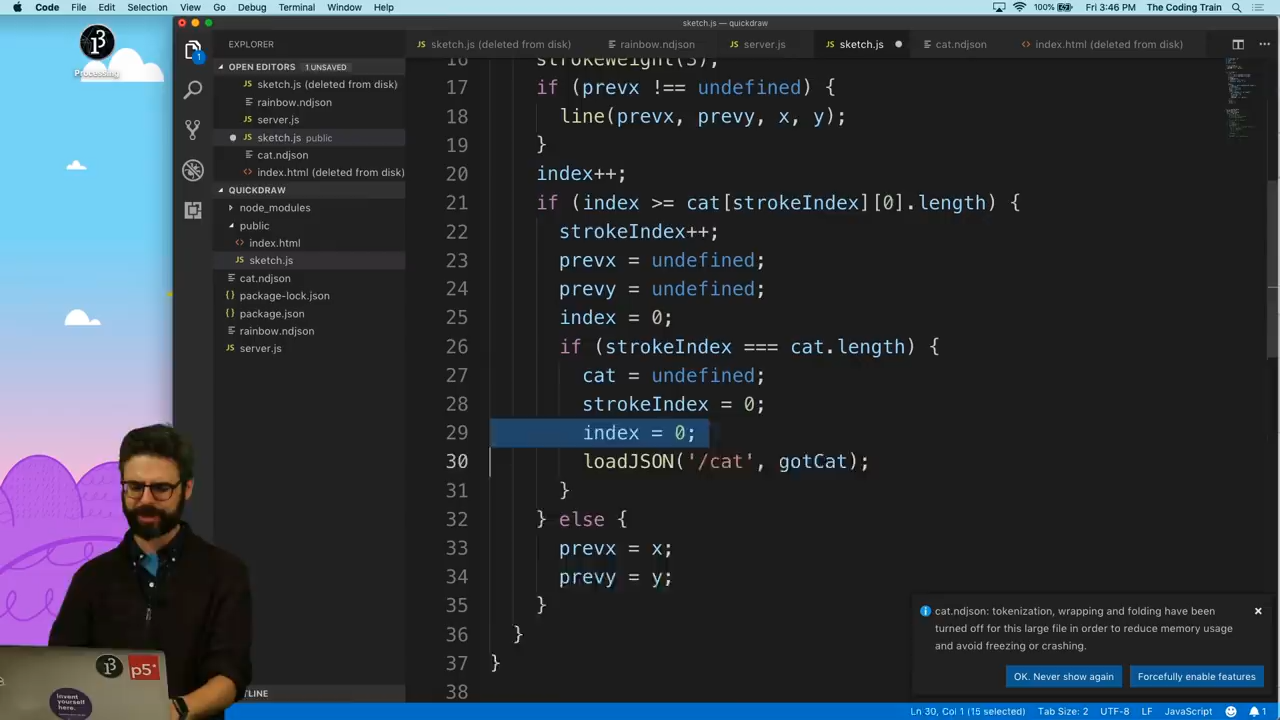 Code File Edit Selection View Go Debug Terminal Window Help 100% Fri 3:46 PM The Coding Train
sketch.js — quickdraw
Processing
EXPLORER
OPEN EDITORS 1 UNSAVED
JS sketch.js (deleted from disk)
rainbow.ndjson
JS server.js
JS sketch.js public
cat.ndjson
<> index.html (deleted from disk)
QUICKDRAW
node_modules
public
<> index.html
JS sketch.js
cat.ndjson
{} package-lock.json
{} package.json
rainbow.ndjson
JS server.js
TLINE
JS sketch.js (deleted from disk) rainbow.ndjson JS server.js JS sketch.js cat.ndjson <> index.html (deleted from disk)
16 strokeWeight(3);
17 if (prevx !== undefined) {
18 line(prevx, prevy, x, y);
19 }
20 index++;
21 if (index >= cat[strokeIndex][0].length) {
22 strokeIndex++;
23 prevx = undefined;
24 prevy = undefined;
25 index = 0;
26 if (strokeIndex === cat.length) {
27 cat = undefined;
28 strokeIndex = 0;
29 index = 0;
30 loadJSON('/cat', gotCat);
31 }
32 } else {
33 prevx = x;
34 prevy = y;
35 }
36 }
37 }
38
cat.ndjson: tokenization, wrapping and folding have been
turned off for this large file in order to reduce memory usage
and avoid freezing or crashing.
OK. Never show again Forcefully enable features
Ln 30, Col 1 (15 selected) Tab Size: 2 UTF-8 LF JavaScript 1
p5*
Invent
yourself
here.